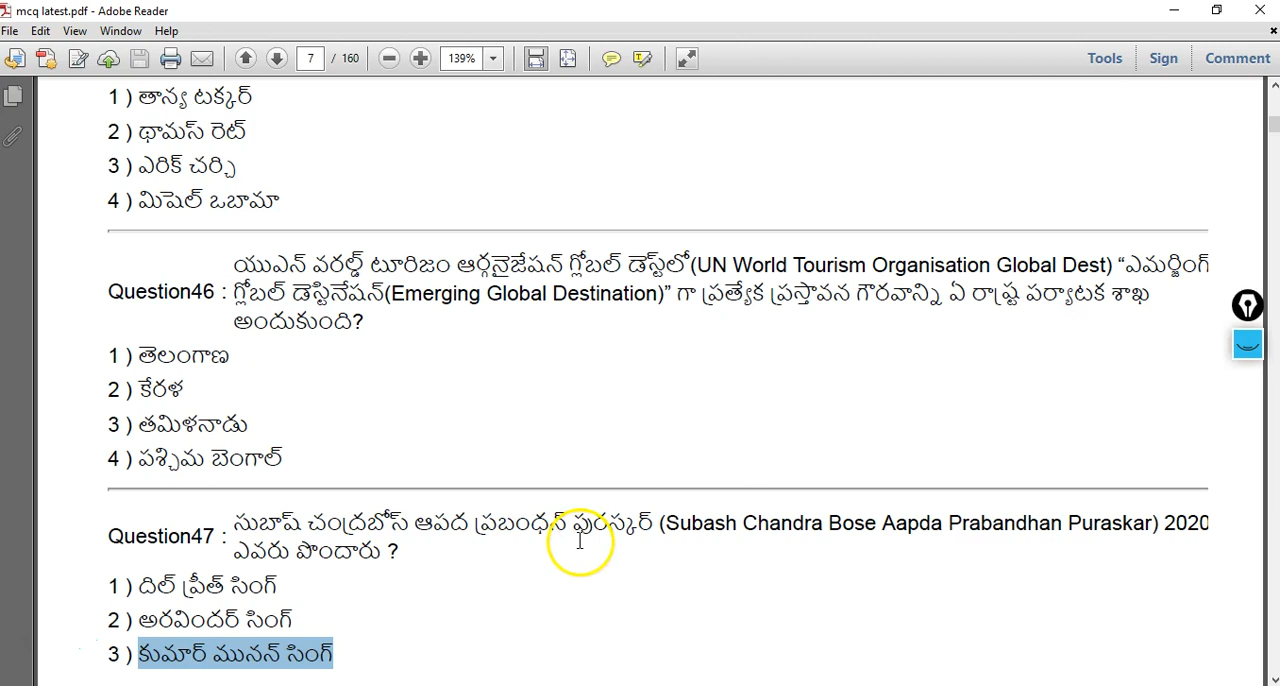 mcq latest.pdf - Adobe Reader
File Edit View Window Help
7 / 160 139% Tools Sign Comment
1 ) తాన్య టక్కర్
2 ) థామస్ రెట్
3 ) ఎరిక్ చర్చి
4 ) మిషెల్ ఒబామా
యుఎన్ వరల్డ్ టూరిజం ఆర్గనైజేషన్ గ్లోబల్ డెస్ట్‌లో(UN World Tourism Organisation Global Dest) “ఎమర్జింగ్
Question46 : గ్లోబల్ డెస్టినేషన్(Emerging Global Destination)” గా ప్రత్యేక ప్రస్తావన గౌరవాన్ని ఏ రాష్ట్ర పర్యాటక శాఖ
అందుకుంది?
1 ) తెలంగాణ
2 ) కేరళ
3 ) తమిళనాడు
4 ) పశ్చిమ బెంగాల్
సుబాష్ చంద్రబోస్ ఆపద ప్రబంధన్ పురస్కర్ (Subash Chandra Bose Aapda Prabandhan Puraskar) 2020
Question47 :
ఎవరు పొందారు ?
1 ) దిల్ ప్రీత్ సింగ్
2 ) అరవిందర్ సింగ్
3 ) కుమార్ మునన్ సింగ్